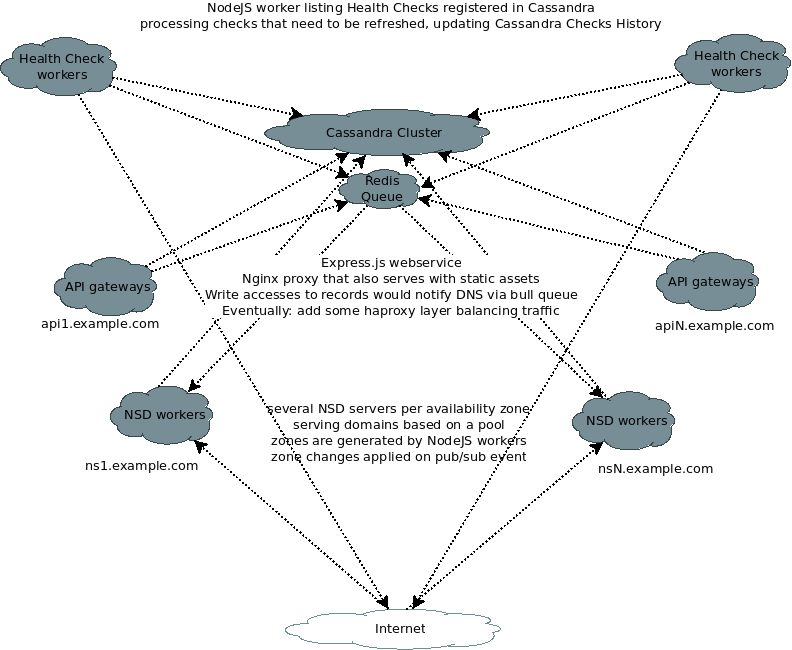 NodeJS worker listing Health Checks registered in Cassandra
processing checks that need to be refreshed, updating Cassandra Checks History
Health Check
workers
Health Check
workers
Cassandra Cluster
Redis
Queue
Express.js webservice
Nginx proxy that also serves with static assets
Write accesses to records would notify DNS via bull queue
Eventually: add some haproxy layer balancing traffic
API gateways
api1.example.com
API gateways
apiN.example.com
NSD workers
ns1.example.com
several NSD servers per availability zone
serving domains based on a pool
zones are generated by NodeJS workers
zone changes applied on pub/sub event
NSD workers
nsN.example.com
Internet